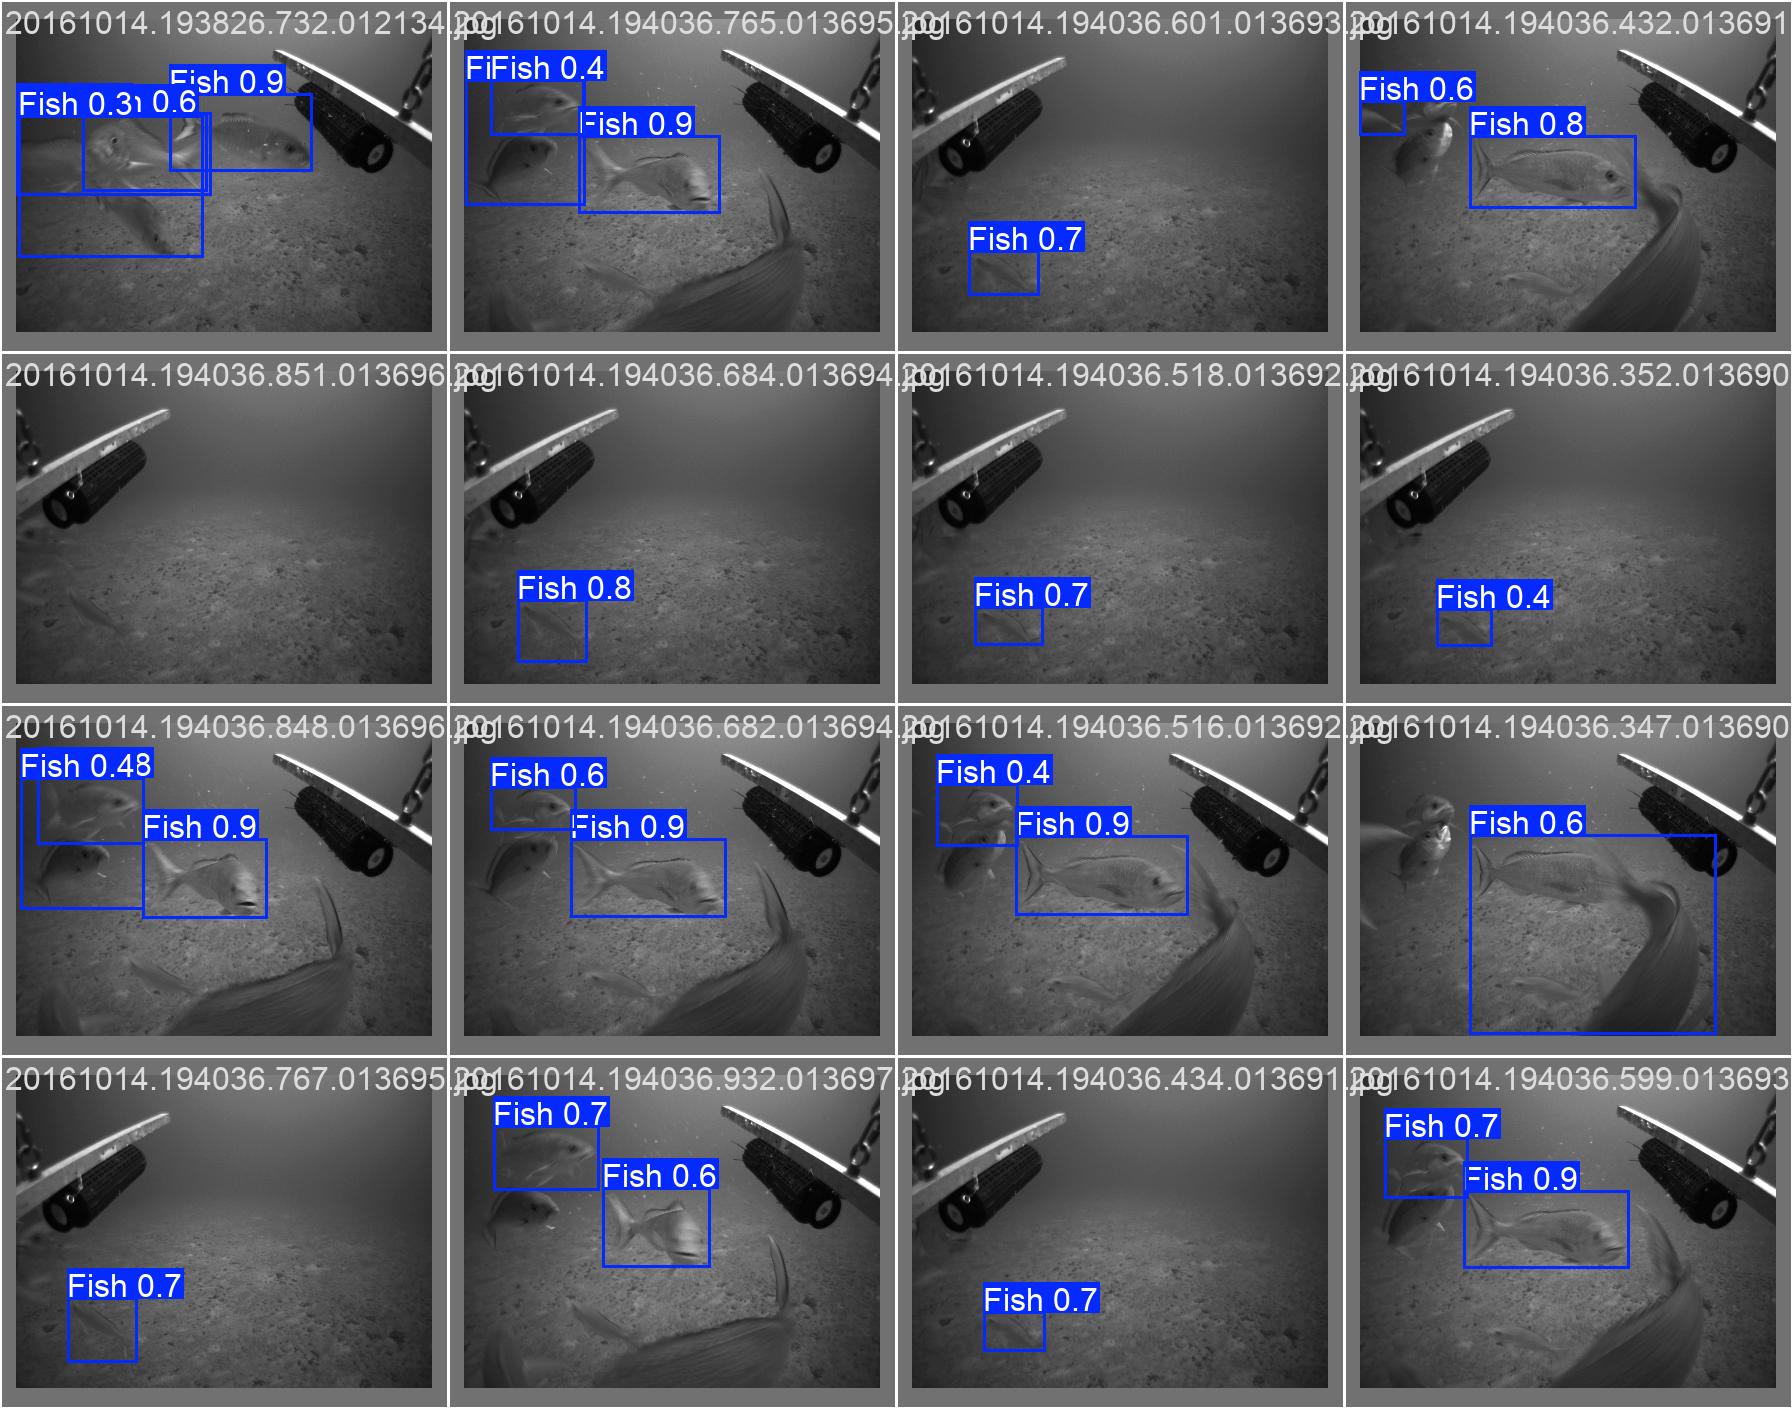 20161014.193826.732.012134.jpg
20161014.194036.765.013695.jpg
20161014.194036.601.013693.jpg
20161014.194036.432.013691
Fish 0.9
Fish 0.3
0.6
Fi
Fish 0.4
Fish 0.9
Fish 0.7
Fish 0.6
Fish 0.8
20161014.194036.851.013696.jpg
20161014.194036.684.013694.jpg
20161014.194036.518.013692.jpg
20161014.194036.352.013690
Fish 0.8
Fish 0.7
Fish 0.4
20161014.194036.848.013696.jpg
20161014.194036.682.013694.jpg
20161014.194036.516.013692.jpg
20161014.194036.347.013690
Fish 0.48
Fish 0.9
Fish 0.6
Fish 0.9
Fish 0.4
Fish 0.9
Fish 0.6
20161014.194036.767.013695.jpg
20161014.194036.932.013697.jpg
20161014.194036.434.013691.jpg
20161014.194036.599.013693
Fish 0.7
Fish 0.7
Fish 0.6
Fish 0.7
Fish 0.7
Fish 0.9